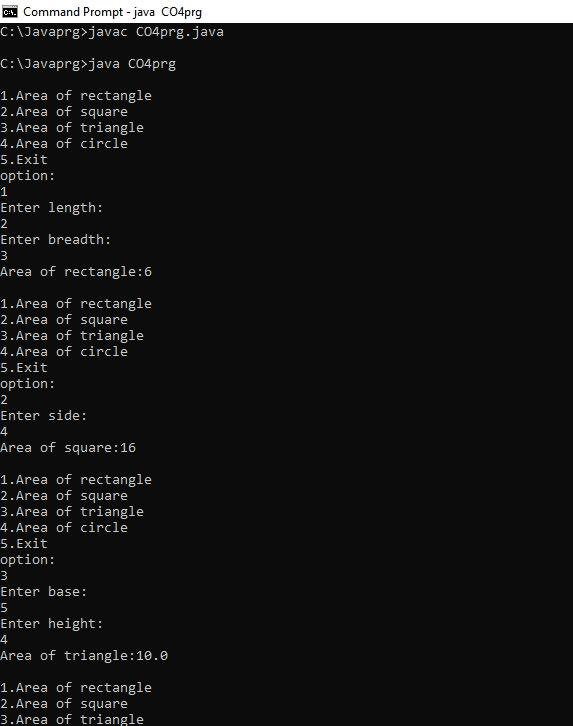 Command Prompt - java  CO4prg
C:\Javaprg>javac CO4prg.java
C:\Javaprg>java CO4prg
1.Area of rectangle
2.Area of square
3.Area of triangle
4.Area of circle
5.Exit
option:
1
Enter length:
2
Enter breadth:
3
Area of rectangle:6
1.Area of rectangle
2.Area of square
3.Area of triangle
4.Area of circle
5.Exit
option:
2
Enter side:
4
Area of square:16
1.Area of rectangle
2.Area of square
3.Area of triangle
4.Area of circle
5.Exit
option:
3
Enter base:
5
Enter height:
4
Area of triangle:10.0
1.Area of rectangle
2.Area of square
3.Area of triangle